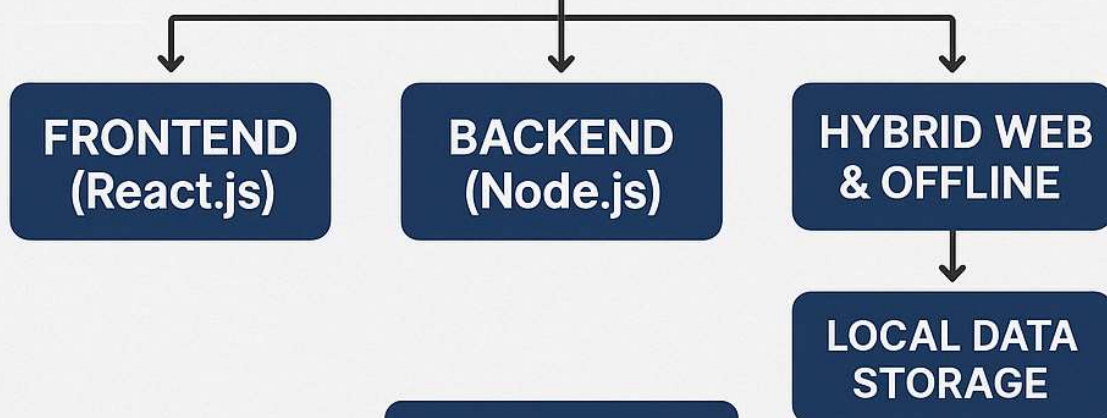 FRONTEND
(React.js)
BACKEND
(Node.js)
HYBRID WEB
& OFFLINE
LOCAL DATA
STORAGE